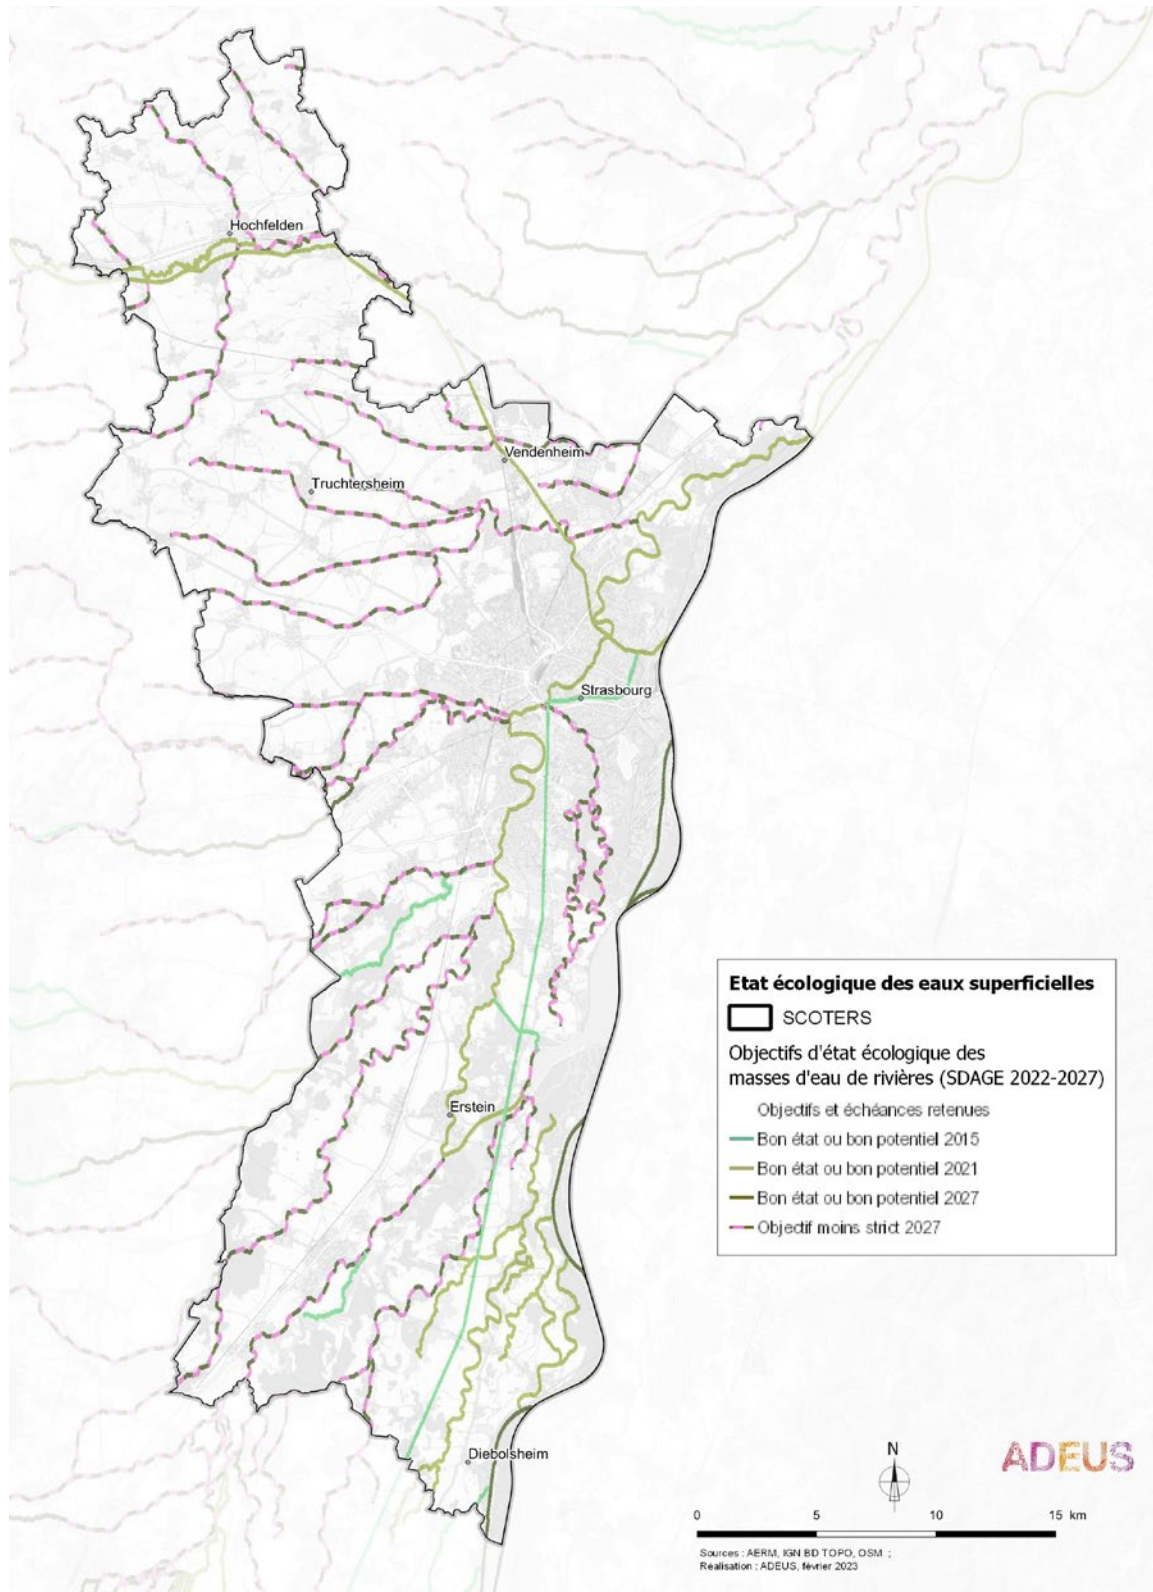 Hochfelden
Vendenheim
Truchtersheim
Strasbourg
Erstein
Diebolsheim
Etat écologique des eaux superficielles
SCOTERS
Objectifs d'état écologique des
masses d'eau de rivières (SDAGE 2022-2027)
Objectifs et échéances retenues
Bon état ou bon potentiel 2015
Bon état ou bon potentiel 2021
Bon état ou bon potentiel 2027
Objectif moins strict 2027
N
ADEUS
0 5 10 15 km
Sources : AERM, IGN BD TOPO, OSM ;
Réalisation : ADEUS, février 2023